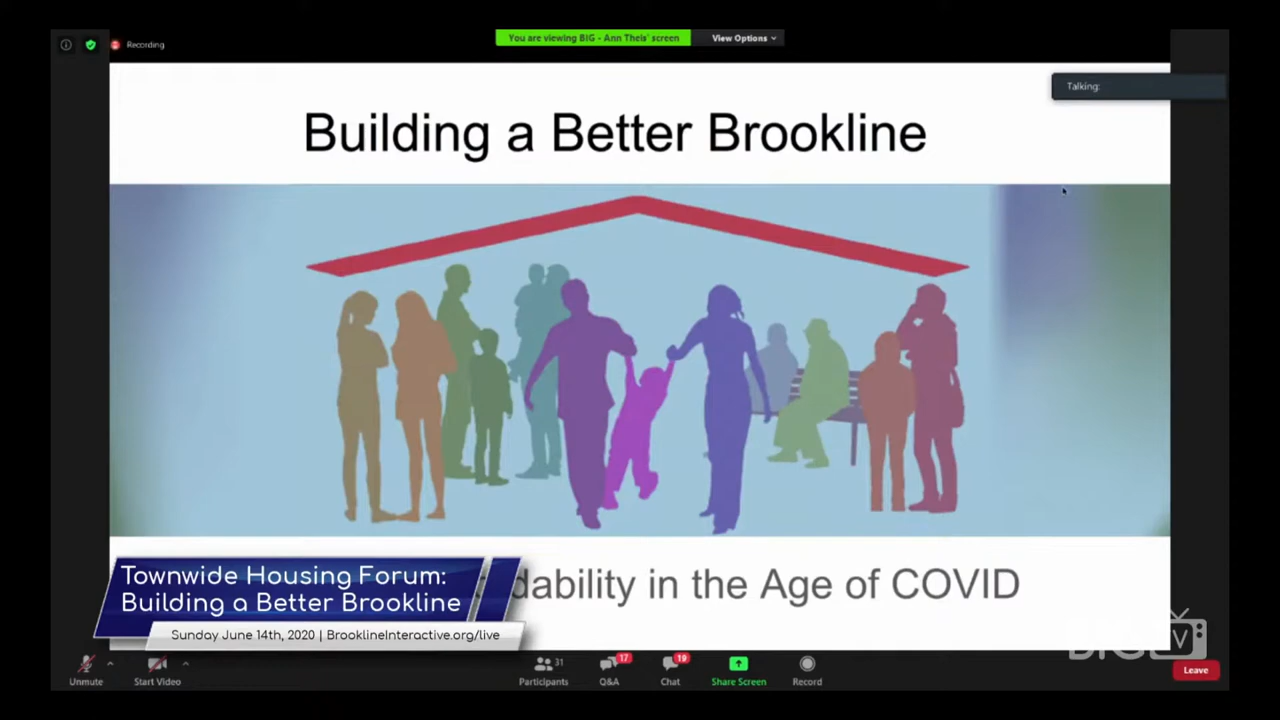 Recording
You are viewing BIG - Ann Theis' screen
View Options
Talking:
Building a Better Brookline
dability in the Age of COVID
Townwide Housing Forum:
Building a Better Brookline
Sunday June 14th, 2020 | BrooklineInteractive.org/live
BIG TV
31
17
19
Unmute
Start Video
Participants
Q&A
Chat
Share Screen
Record
Leave